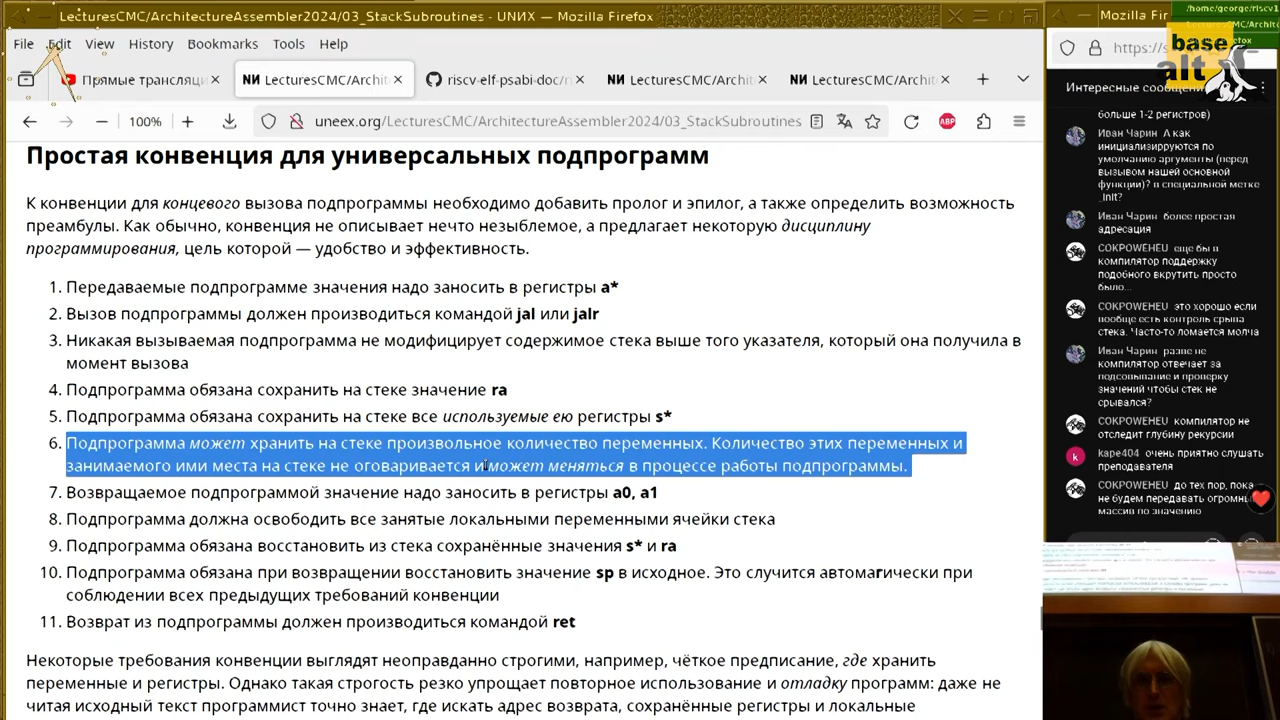 LecturesCMC/ArchitectureAssembler2024/03_StackSubroutines - UNИX — Mozilla Firefox
Mozilla Fir
/home/george/riscv1
File Edit View History Bookmarks Tools Help
Прямые трансляци
NИ LecturesCMC/Archit
riscv-elf-psabi-doc/ri
NИ LecturesCMC/Archit
NИ LecturesCMC/Archit
100%
uneex.org/LecturesCMC/ArchitectureAssembler2024/03_StackSubroutines
ABP
https://s
base
alt
Простая конвенция для универсальных подпрограмм
К конвенции для концевого вызова подпрограммы необходимо добавить пролог и эпилог, а также определить возможность
преамбулы. Как обычно, конвенция не описывает нечто незыблемое, а предлагает некоторую дисциплину
программирования, цель которой — удобство и эффективность.
1. Передаваемые подпрограмме значения надо заносить в регистры a*
2. Вызов подпрограммы должен производиться командой jal или jalr
3. Никакая вызываемая подпрограмма не модифицирует содержимое стека выше того указателя, который она получила в
момент вызова
4. Подпрограмма обязана сохранить на стеке значение ra
5. Подпрограмма обязана сохранить на стеке все используемые ею регистры s*
6. Подпрограмма может хранить на стеке произвольное количество переменных. Количество этих переменных и
занимаемого ими места на стеке не оговаривается и может меняться в процессе работы подпрограммы.
7. Возвращаемое подпрограммой значение надо заносить в регистры a0, a1
8. Подпрограмма должна освободить все занятые локальными переменными ячейки стека
9. Подпрограмма обязана восстановить из стека сохранённые значения s* и ra
10. Подпрограмма обязана при возвращении восстановить значение sp в исходное. Это случится автоматически при
соблюдении всех предыдущих требований конвенции
11. Возврат из подпрограммы должен производиться командой ret
Некоторые требования конвенции выглядят неоправданно строгими, например, чёткое предписание, где хранить
переменные и регистры. Однако такая строгость резко упрощает повторное использование и отладку программ: даже не
читая исходный текст программист точно знает, где искать адрес возврата, сохранённые регистры и локальные
Интересные сообщени
больше 1-2 регистров)
Иван Чарин А как
инициализируются по
умолчанию аргументы (перед
вызовом нашей основной
функции)? в специальной метке
_init?
Иван Чарин более простая
адресация
COKPOWEHEU еще бы в
компилятор поддержку
подобного вкрутить просто
было...
COKPOWEHEU это хорошо если
вообще есть контроль срыва
стека. Часто-то ломается молча
Иван Чарин разве не
компилятор отвечает за
подсовывание и проверку
значений чтобы стек не
срывался?
COKPOWEHEU компилятор не
отследит глубину рекурсии
k kape404 очень приятно слушать
преподавателя
COKPOWEHEU до тех пор, пока
не будем передавать огромны
массив по значению